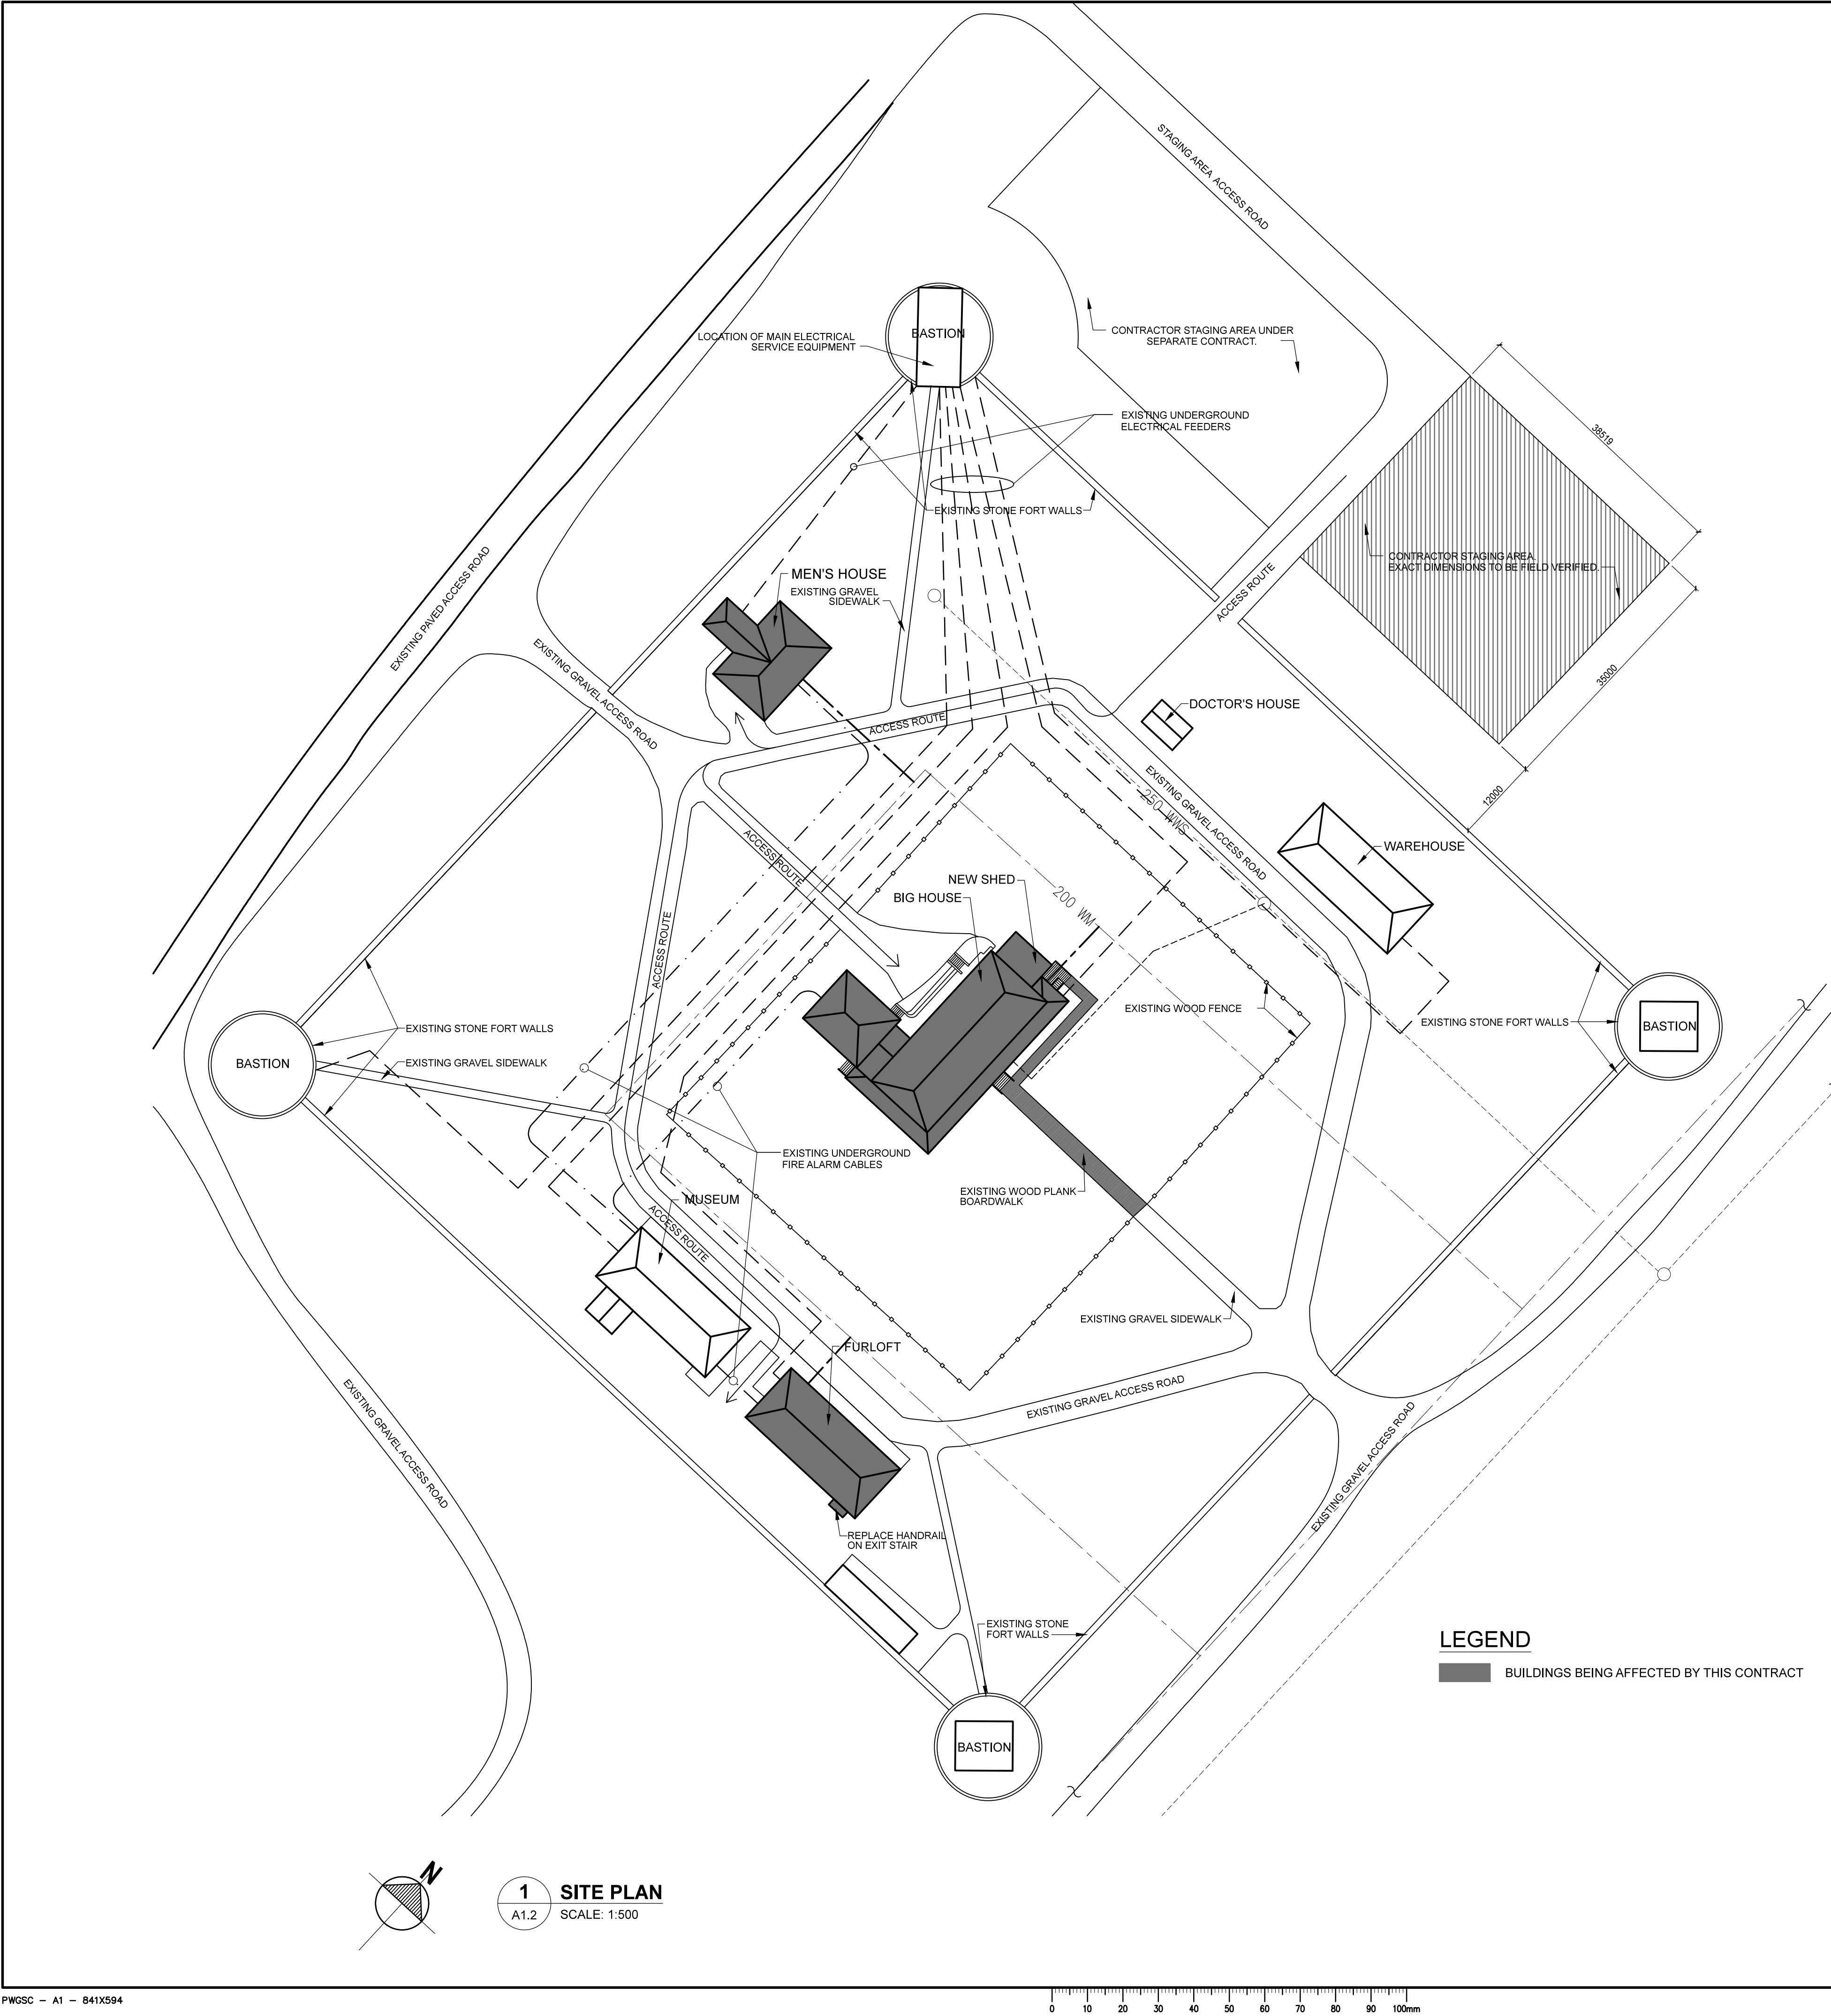 STAGING AREA ACCESS ROAD
BASTION
LOCATION OF MAIN ELECTRICAL
SERVICE EQUIPMENT
CONTRACTOR STAGING AREA UNDER
SEPARATE CONTRACT.
EXISTING UNDERGROUND
ELECTRICAL FEEDERS
38519
EXISTING STONE FORT WALLS
CONTRACTOR STAGING AREA.
EXACT DIMENSIONS TO BE FIELD VERIFIED.
EXISTING PAVED ACCESS ROAD
MEN'S HOUSE
EXISTING GRAVEL
SIDEWALK
ACCESS ROUTE
EXISTING GRAVEL ACCESS ROAD
35000
DOCTOR'S HOUSE
ACCESS ROUTE
EXISTING GRAVEL ACCESS ROAD
250 WWS
12000
WAREHOUSE
ACCESS ROUTE
NEW SHED
BIG HOUSE
200 WM
ACCESS ROUTE
EXISTING WOOD FENCE
EXISTING STONE FORT WALLS
BASTION
EXISTING STONE FORT WALLS
BASTION
EXISTING GRAVEL SIDEWALK
EXISTING UNDERGROUND
FIRE ALARM CABLES
EXISTING WOOD PLANK
BOARDWALK
MUSEUM
ACCESS ROUTE
EXISTING GRAVEL SIDEWALK
FURLOFT
EXISTING GRAVEL ACCESS ROAD
EXISTING GRAVEL ACCESS ROAD
EXISTING GRAVEL ACCESS ROAD
REPLACE HANDRAIL
ON EXIT STAIR
EXISTING STONE
FORT WALLS
BASTION
LEGEND
BUILDINGS BEING AFFECTED BY THIS CONTRACT
N
1
A1.2
SITE PLAN
SCALE: 1:500
PWGSC - A1 - 841X594
0 10 20 30 40 50 60 70 80 90 100mm